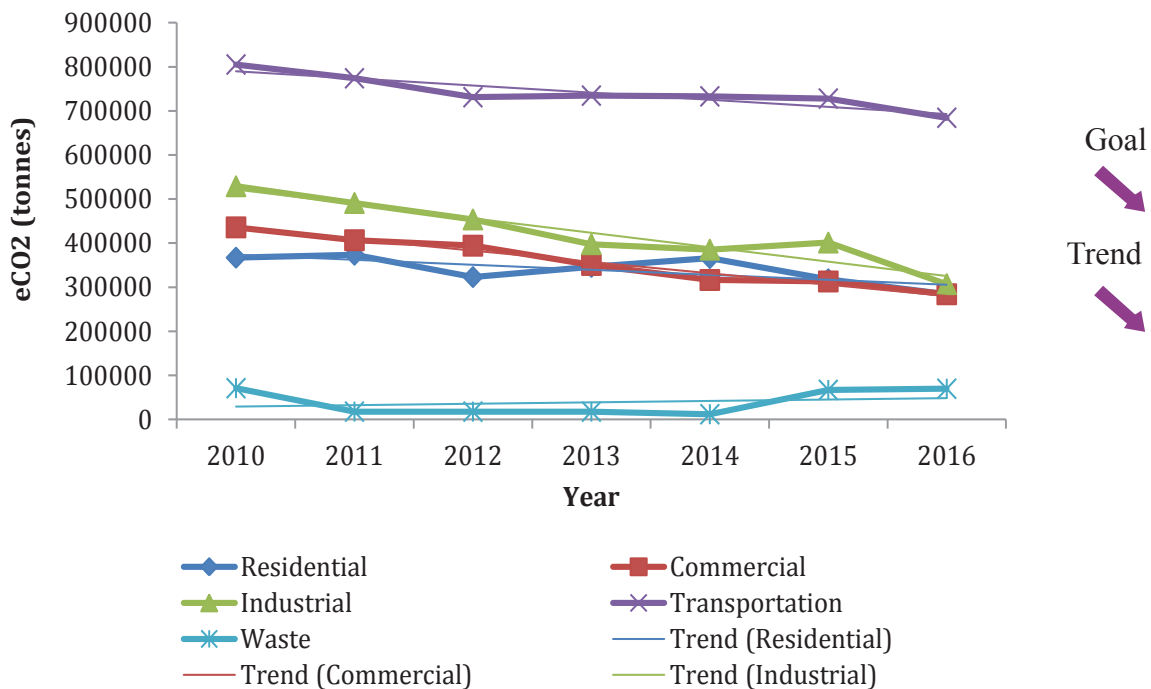 900000
800000
700000
600000
500000
400000
300000
200000
100000
0
eCO2 (tonnes)
2010 2011 2012 2013 2014 2015 2016
Year
Goal
Trend
Residential Commercial
Industrial Transportation
Waste Trend (Residential)
Trend (Commercial) Trend (Industrial)